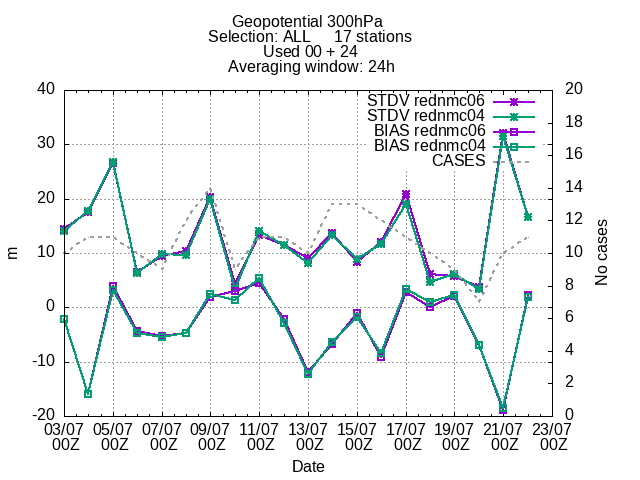 Geopotential 300hPa
Selection: ALL 17 stations
Used 00 + 24
Averaging window: 24h
STDV rednmc06
STDV rednmc04
BIAS rednmc06
BIAS rednmc04
CASES
40
30
20
10
0
-10
-20
m
20
18
16
14
12
10
8
6
4
2
0
No cases
03/07 05/07 07/07 09/07 11/07 13/07 15/07 17/07 19/07 21/07 23/07
00Z 00Z 00Z 00Z 00Z 00Z 00Z 00Z 00Z 00Z 00Z
Date